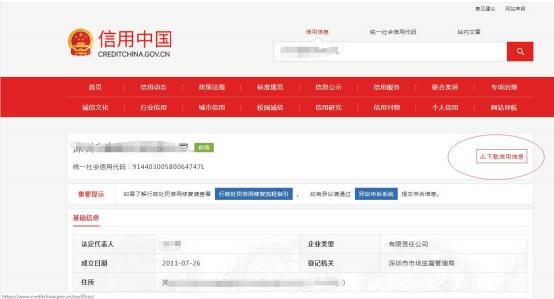 意见建议 网站声明
信用中国
CREDITCHINA.GOV.CN
信用信息 统一社会信用代码 站内文章
首页 信用动态 政策法规 标准规范 信息公示 信用服务 联合奖惩 专项治理
诚信文化 行业信用 城市信用 校园诚信 信用研究 信用刊物 个人信用 网站导航
深圳 存续
下载信用信息
统一社会信用代码：91440300580064747L
重要提示 如需了解行政处罚信用修复请查看 行政处罚信用修复流程指引 ， 如有异议请通过 异议申诉系统 提交申诉信息。
基础信息
法定代表人 企业类型 有限责任公司
成立日期 2011-07-26 登记机关 深圳市市场监督管理局
住所